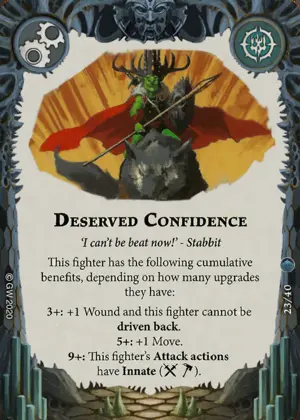 DESERVED CONFIDENCE
'I can't be beat now!' - Stabbit
This fighter has the following cumulative
benefits, depending on how many upgrades
they have:
3+: +1 Wound and this fighter cannot be
driven back.
5+: +1 Move.
9+: This fighter's Attack actions
have Innate ( ).
© GW 2020
23/40